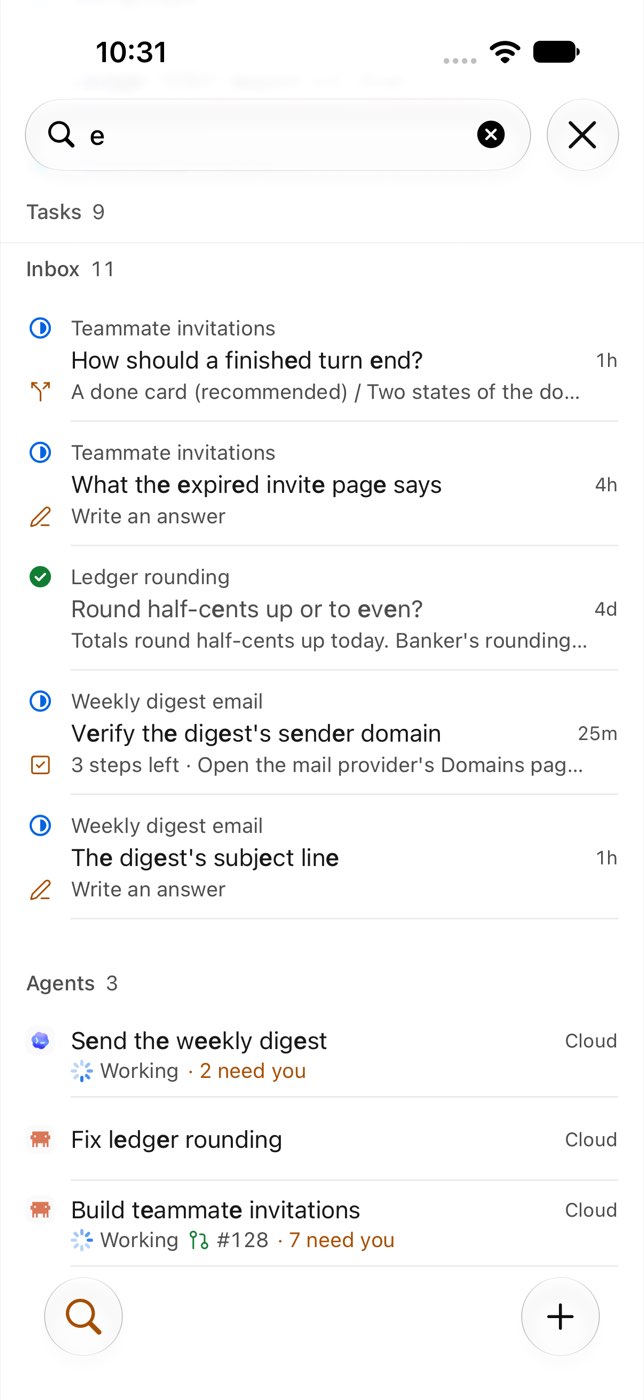 10:31
e
Tasks 9
Inbox 11
Teammate invitations
How should a finished turn end?
1h
A done card (recommended) / Two states of the do...
Teammate invitations
What the expired invite page says
4h
Write an answer
Ledger rounding
Round half-cents up or to even?
4d
Totals round half-cents up today. Banker's rounding...
Weekly digest email
Verify the digest's sender domain
25m
3 steps left · Open the mail provider's Domains pag...
Weekly digest email
The digest's subject line
1h
Write an answer
Agents 3
Send the weekly digest
Cloud
Working · 2 need you
Fix ledger rounding
Cloud
Build teammate invitations
Cloud
Working #128 · 7 need you